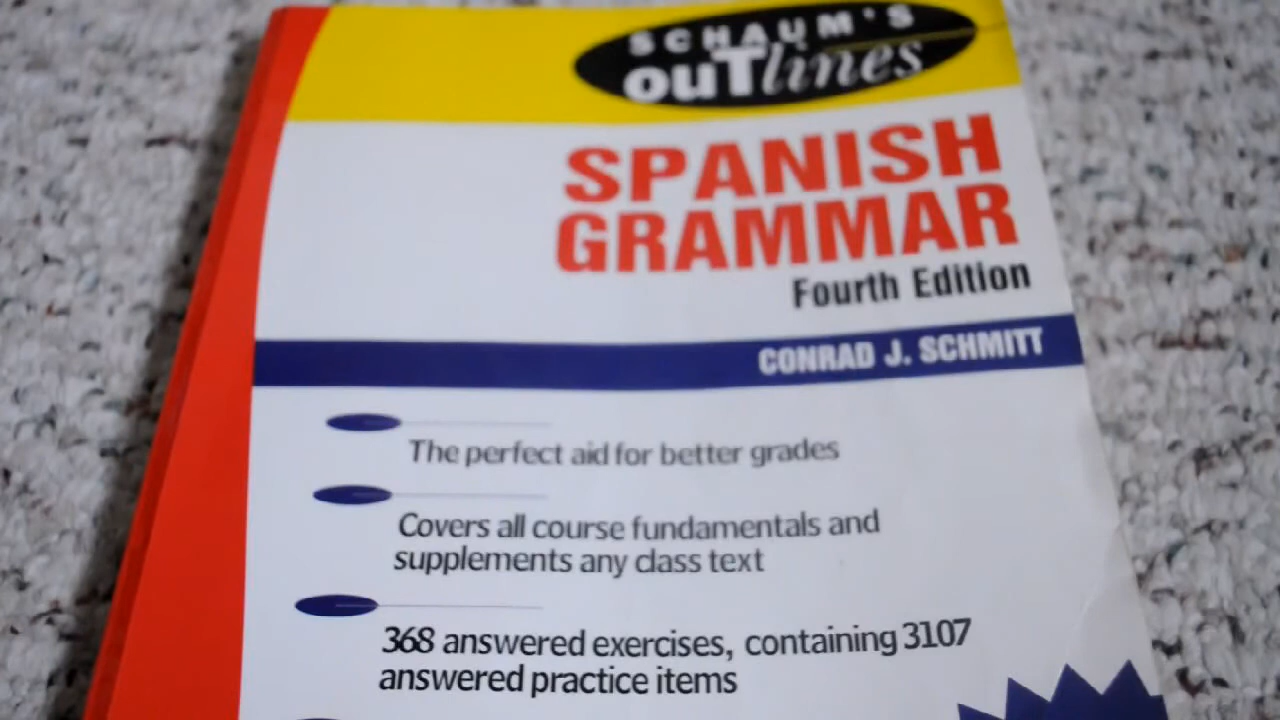 SCHAUM'S
OUTlines
SPANISH
GRAMMAR
Fourth Edition
CONRAD J. SCHMITT
The perfect aid for better grades
Covers all course fundamentals and
supplements any class text
368 answered exercises, containing 3107
answered practice items